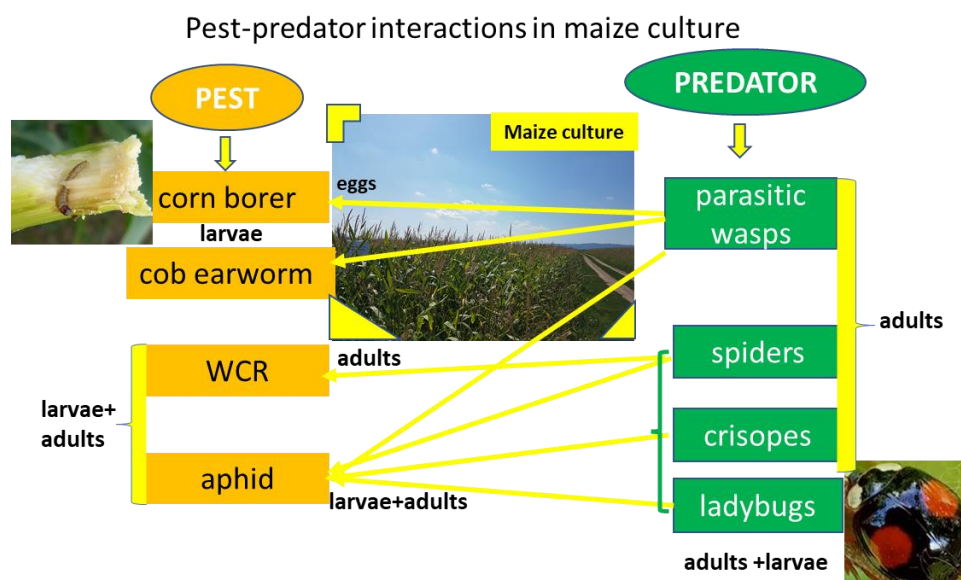 Pest-predator interactions in maize culture
PEST
PREDATOR
Maize culture
corn borer
eggs
parasitic
wasps
larvae
cob earworm
adults
WCR
adults
spiders
larvae+
adults
crisopes
aphid
larvae+adults
ladybugs
adults +larvae